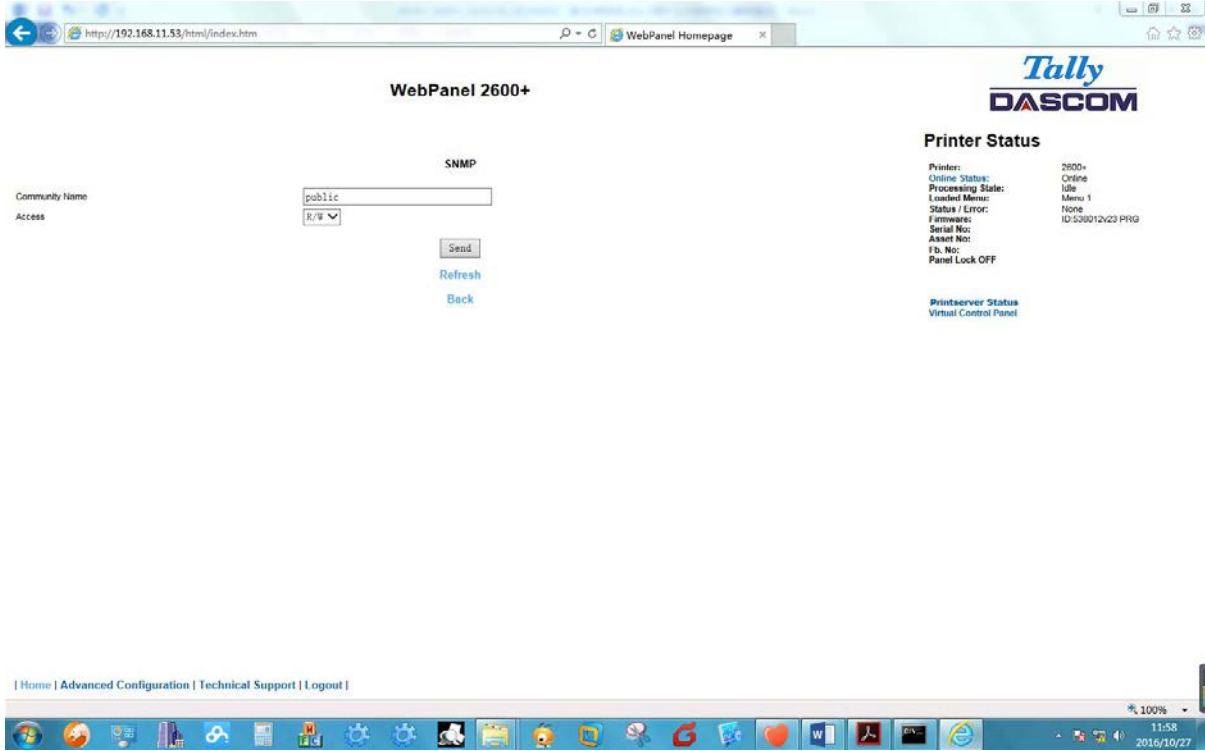 http://192.168.11.53/html/index.htm
WebPanel Homepage
WebPanel 2600+
Tally
DASCOM
SNMP
Community Name public
Access R/W
Send
Refresh
Back
Printer Status
Printer: 2600+
Online Status: Online
Processing State: Idle
Loaded Menu: Menu 1
Status / Error: None
Firmware: ID:538012v23 PRG
Serial No:
Asset No:
Fb. No:
Panel Lock OFF
Printserver Status
Virtual Control Panel
| Home | Advanced Configuration | Technical Support | Logout |
100%
11:58
2016/10/27